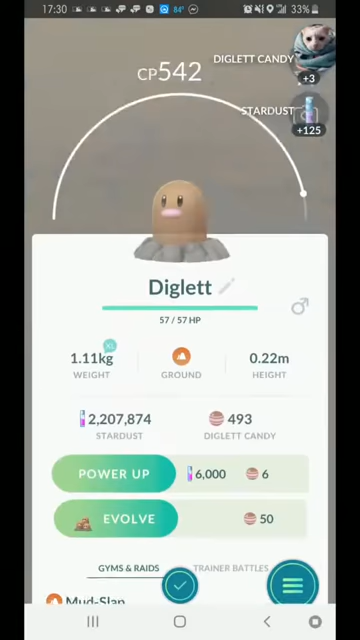 17:30
84°
33%
DIGLETT CANDY
+3
CP542
STARDUST
+125
Diglett
57 / 57 HP
XL
1.11kg
0.22m
WEIGHT
GROUND
HEIGHT
2,207,874
493
STARDUST
DIGLETT CANDY
POWER UP
6,000
6
EVOLVE
50
GYMS & RAIDS
TRAINER BATTLES
Mud-Slap